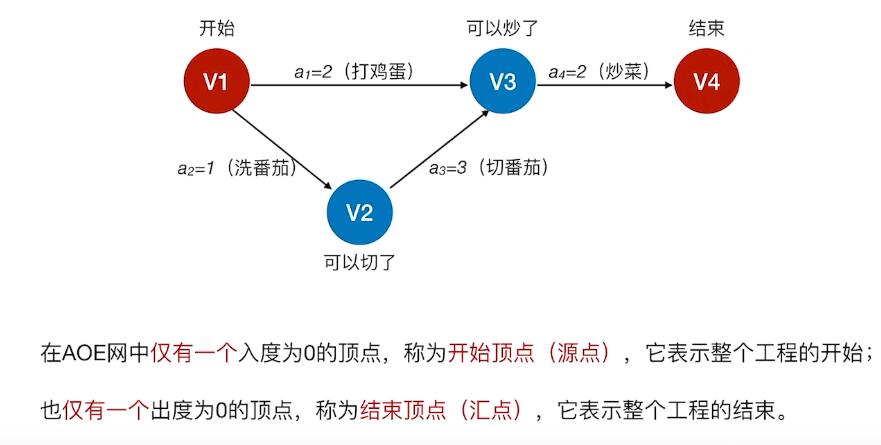 开始
可以炒了
结束
V1
a1=2（打鸡蛋）
V3
a4=2（炒菜）
V4
a2=1（洗番茄）
a3=3（切番茄）
V2
可以切了
在AOE网中仅有一个入度为0的顶点，称为开始顶点（源点），它表示整个工程的开始；
也仅有一个出度为0的顶点，称为结束顶点（汇点），它表示整个工程的结束。